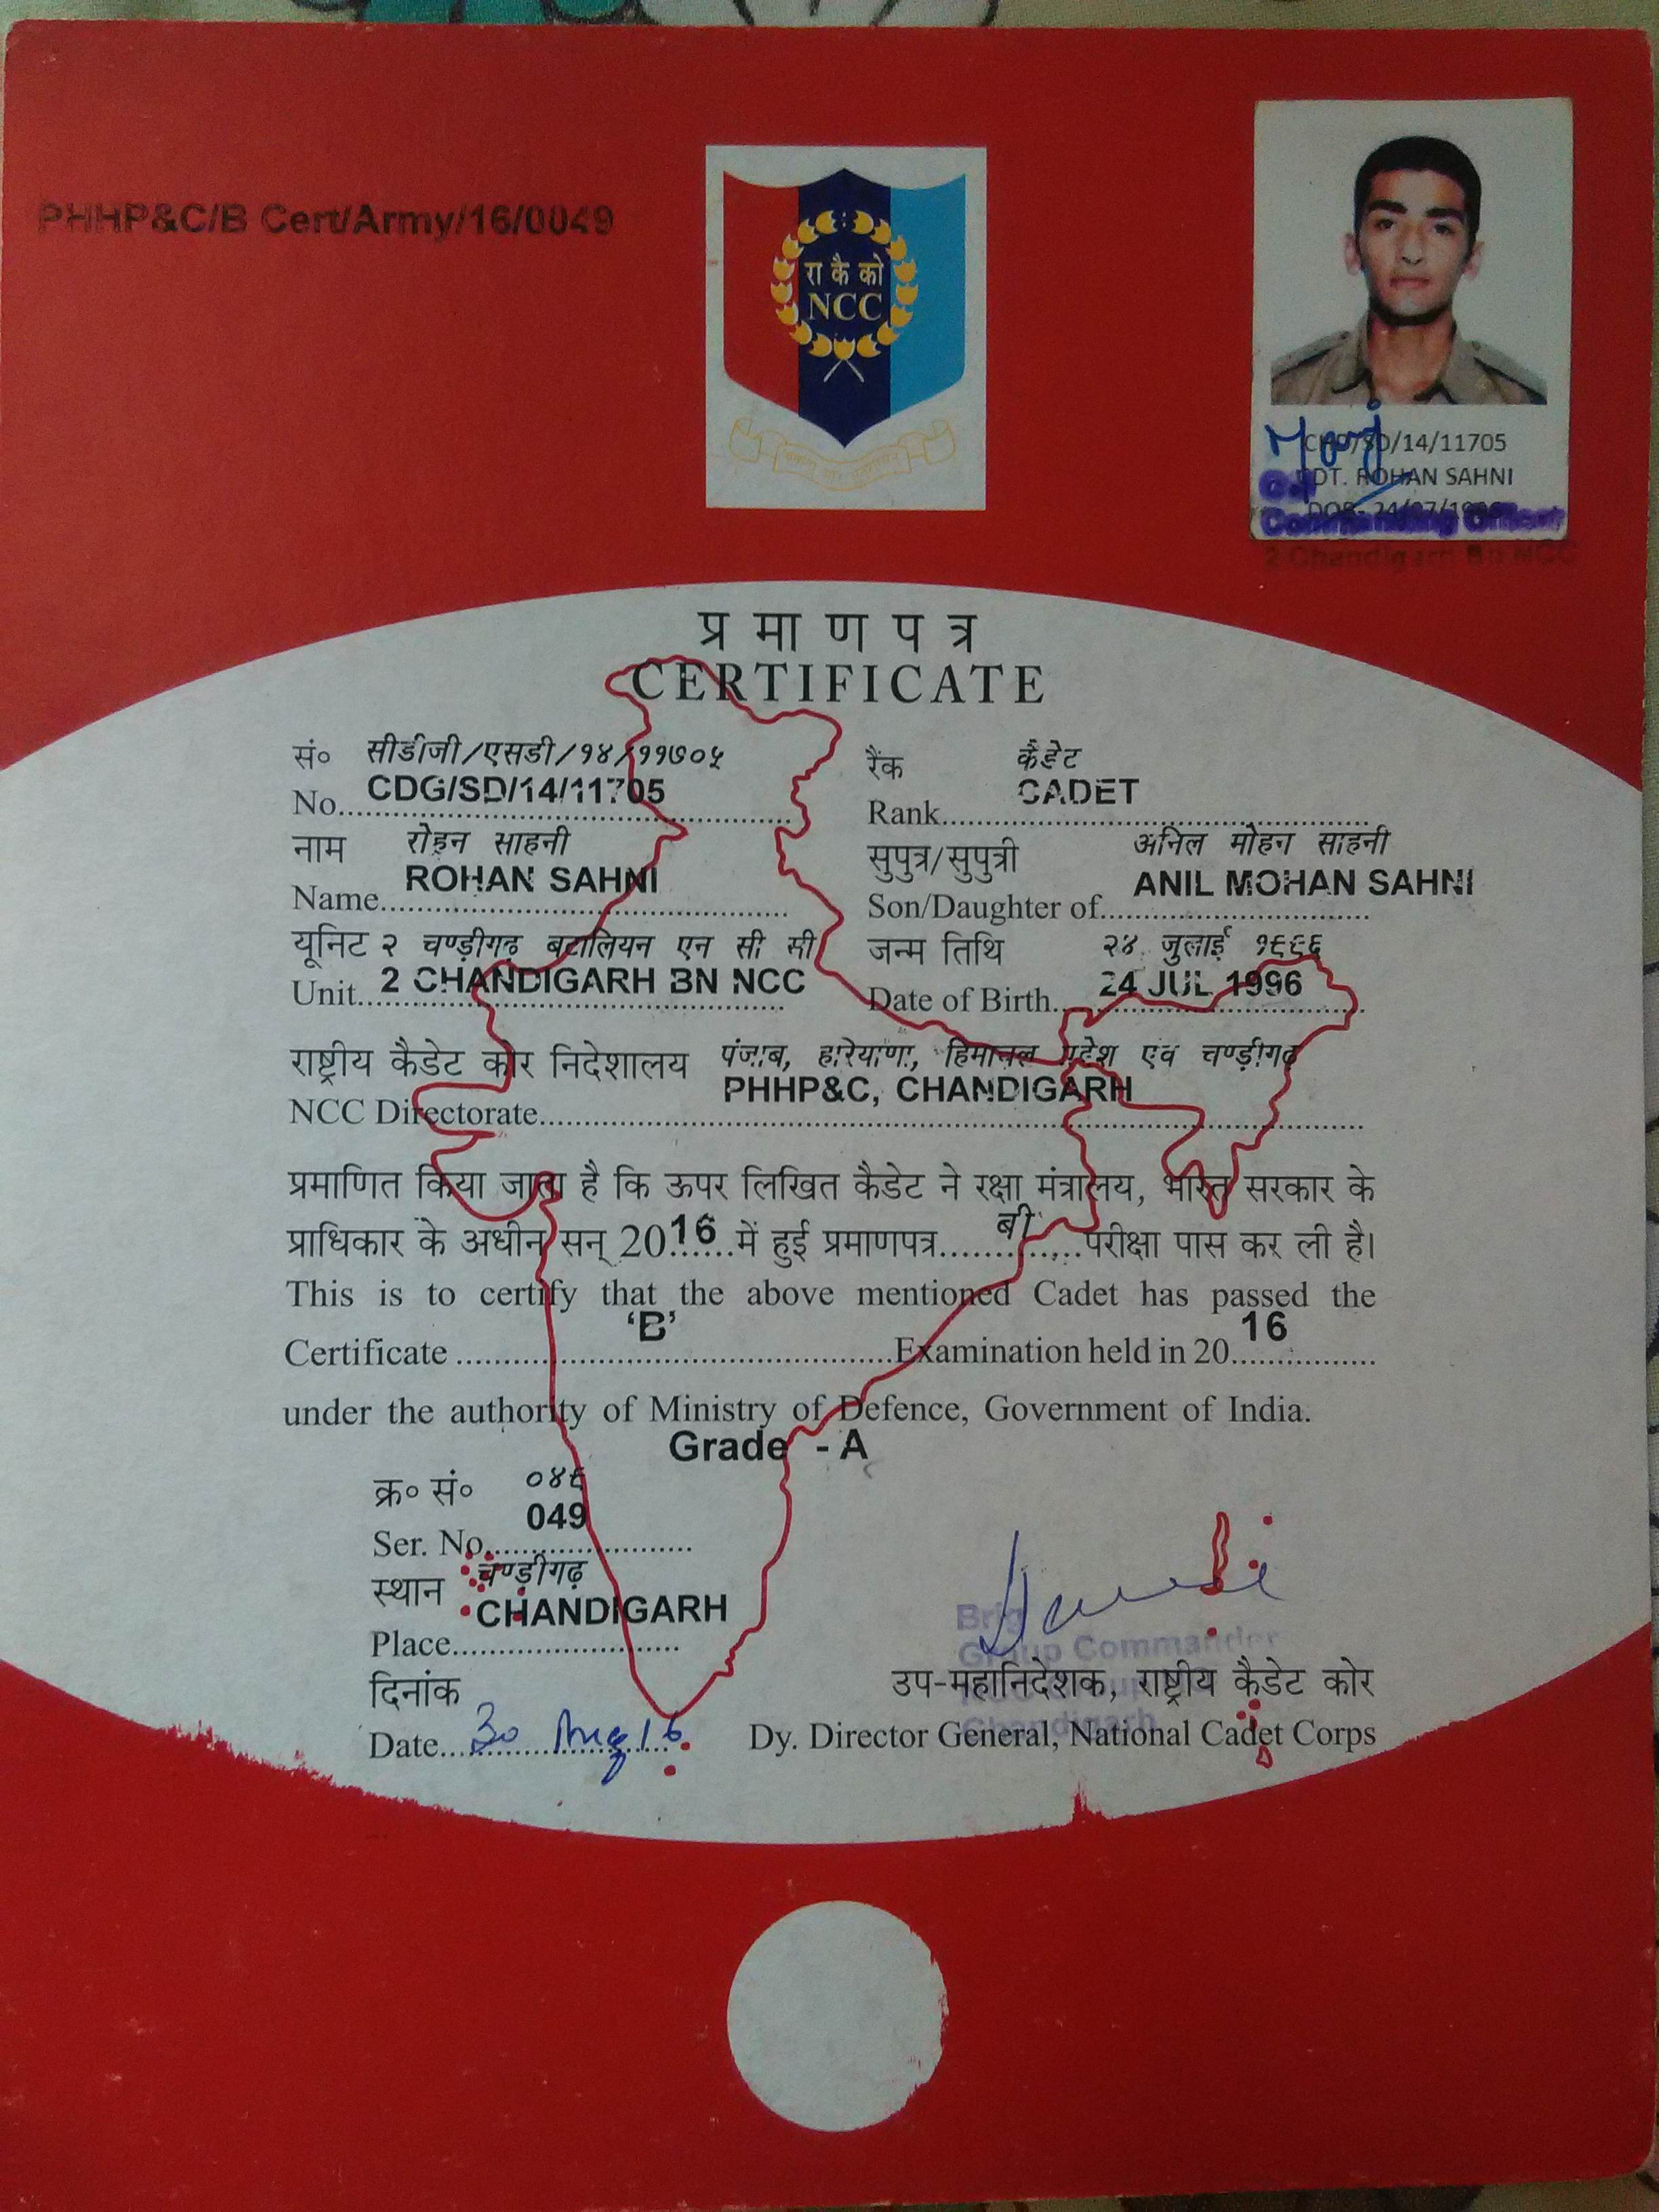 PHHP&C/B Cert/Army/16/0049
रा कै को
NCC
CHD/SD/14/11705
CDT. ROHAN SAHNI
DOB- 24/07/1996
Col
Commanding Officer
2 Chandigarh Bn NCC
प्रमाणपत्र
CERTIFICATE
सं० सीडीजी/एसडी/१४/११७०५
No. CDG/SD/14/11705
रैंक कैडेट
Rank CADET
नाम रोहन साहनी
Name ROHAN SAHNI
सुपुत्र/सुपुत्री अनिल मोहन साहनी
Son/Daughter of ANIL MOHAN SAHNI
यूनिट २ चण्ड़ीगढ़ बटालियन एन सी सी
Unit 2 CHANDIGARH BN NCC
जन्म तिथि २४ जुलाई १९९६
Date of Birth 24 JUL 1996
राष्ट्रीय कैडेट कोर निदेशालय पंजाब, हरियाणा, हिमाचल प्रदेश एवं चण्ड़ीगढ़
NCC Directorate PHHP&C, CHANDIGARH
प्रमाणित किया जाता है कि ऊपर लिखित कैडेट ने रक्षा मंत्रालय, भारत सरकार के
प्राधिकार के अधीन सन् 2016 में हुई प्रमाणपत्र बी परीक्षा पास कर ली है।
This is to certify that the above mentioned Cadet has passed the
Certificate 'B' Examination held in 20 16
under the authority of Ministry of Defence, Government of India.
Grade - A
क्र० सं० ०४९
Ser. No. 049
स्थान चण्ड़ीगढ़
Place CHANDIGARH
दिनांक
Date 30 Aug 16
Brig
Group Commander
Chandigarh
उप-महानिदेशक, राष्ट्रीय कैडेट कोर
Dy. Director General, National Cadet Corps